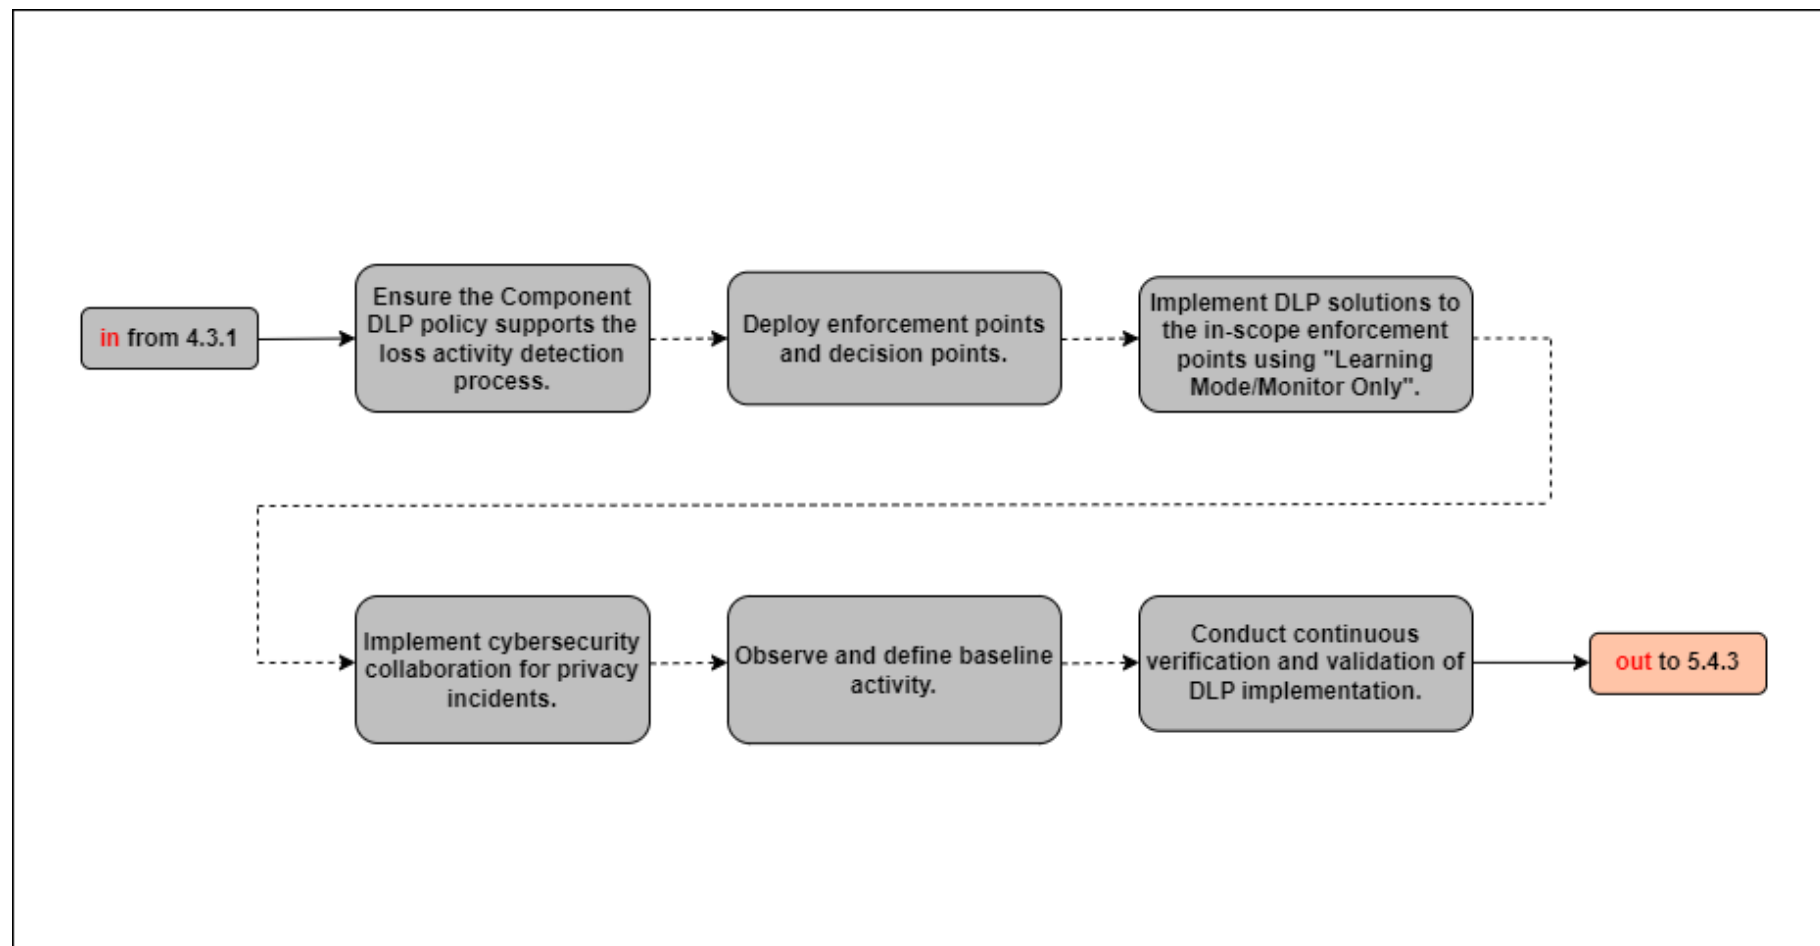 in from 4.3.1
Ensure the Component
DLP policy supports the
loss activity detection
process.
Deploy enforcement points
and decision points.
Implement DLP solutions to
the in-scope enforcement
points using "Learning
Mode/Monitor Only".
Implement cybersecurity
collaboration for privacy
incidents.
Observe and define baseline
activity.
Conduct continuous
verification and validation of
DLP implementation.
out to 5.4.3